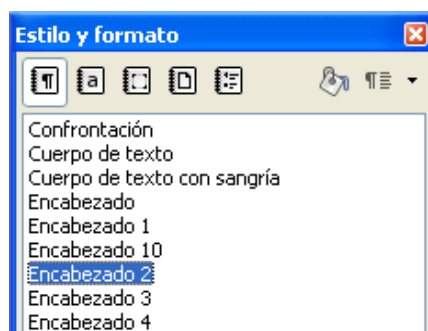 Estilo y formato
Confrontación
Cuerpo de texto
Cuerpo de texto con sangría
Encabezado
Encabezado 1
Encabezado 10
Encabezado 2
Encabezado 3
Encabezado 4